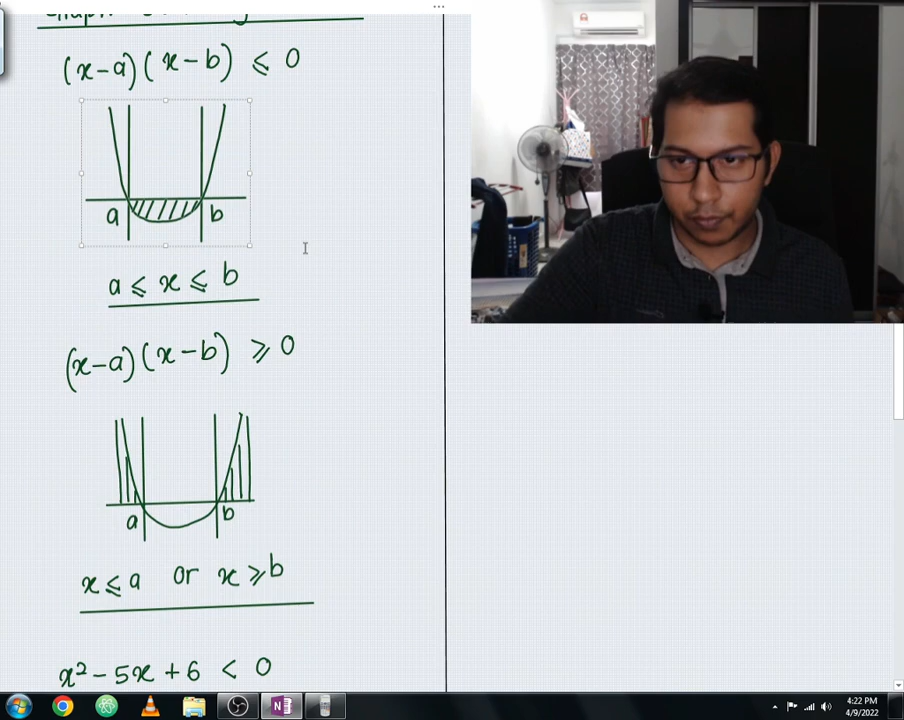 (x-a)(x-b) ⩽ 0
a b
a ⩽ x ⩽ b
(x-a)(x-b) ⩾ 0
a b
x ⩽ a or x ⩾ b
x² - 5x + 6 < 0
4:22 PM
4/9/2022